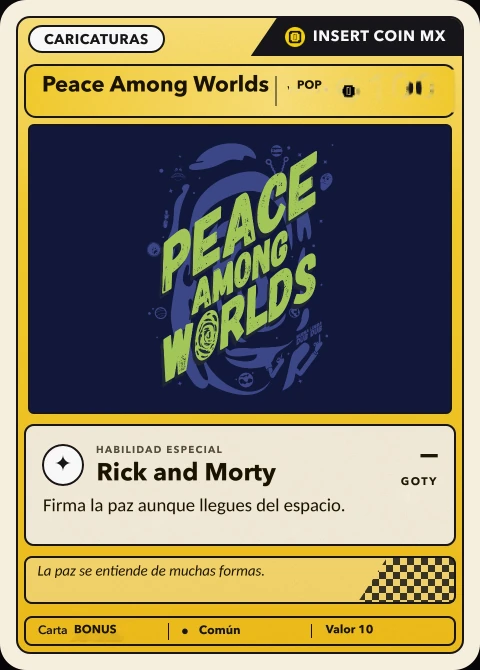 CARICATURAS
INSERT COIN MX
Peace Among Worlds
POP
PEACE
AMONG
WORLDS
HABILIDAD ESPECIAL
Rick and Morty
GOTY
Firma la paz aunque llegues del espacio.
La paz se entiende de muchas formas.
Carta BONUS
• Común
Valor 10